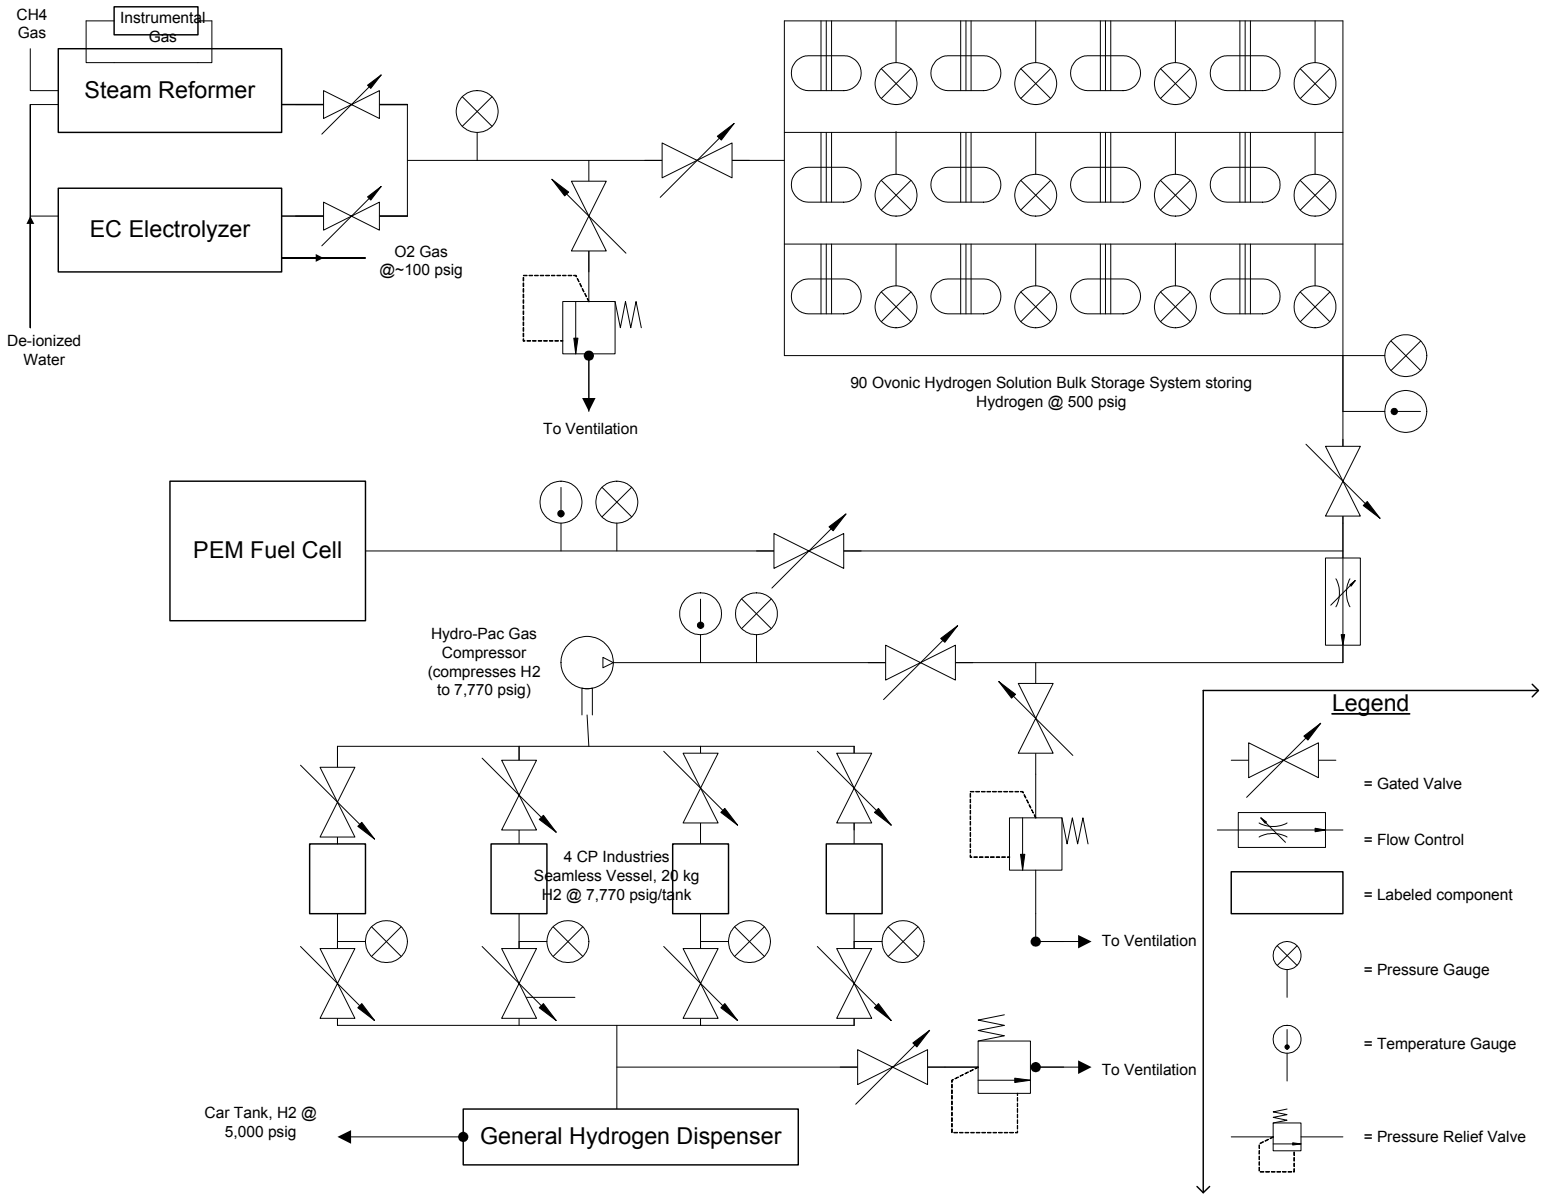 CH4
Gas
Instrumental
Gas
Steam Reformer
EC Electrolyzer
O2 Gas
@~100 psig
De-ionized
Water
To Ventilation
90 Ovonic Hydrogen Solution Bulk Storage System storing
Hydrogen @ 500 psig
PEM Fuel Cell
Hydro-Pac Gas
Compressor
(compresses H2
to 7,770 psig)
4 CP Industries
Seamless Vessel, 20 kg
H2 @ 7,770 psig/tank
To Ventilation
To Ventilation
Car Tank, H2 @
5,000 psig
General Hydrogen Dispenser
Legend
= Gated Valve
= Flow Control
= Labeled component
= Pressure Gauge
= Temperature Gauge
= Pressure Relief Valve